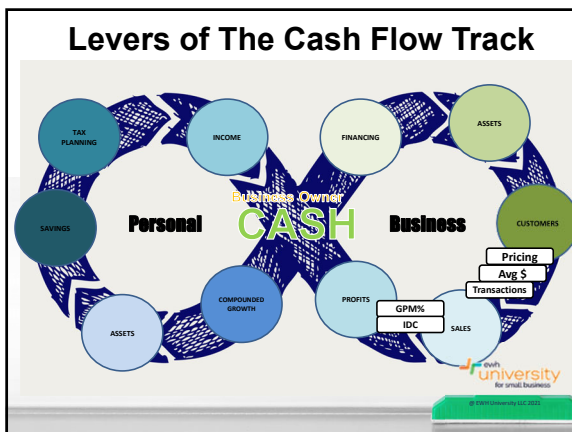 Levers of The Cash Flow Track
TAX
PLANNING
INCOME
SAVINGS
Personal
ASSETS
COMPOUNDED
GROWTH
Business Owner
CASH
FINANCING
ASSETS
CUSTOMERS
Business
Pricing
Avg $
Transactions
PROFITS
GPM%
IDC
SALES
ewh
university
for small business
@ EWH University LLC 2021